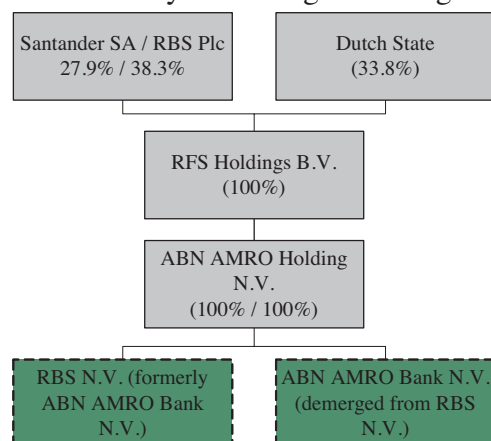 Santander SA / RBS Plc
27.9% / 38.3%
Dutch State
(33.8%)
RFS Holdings B.V.
(100%)
ABN AMRO Holding
N.V.
(100% / 100%)
RBS N.V. (formerly
ABN AMRO Bank
N.V.)
ABN AMRO Bank N.V.
(demerged from RBS
N.V.)